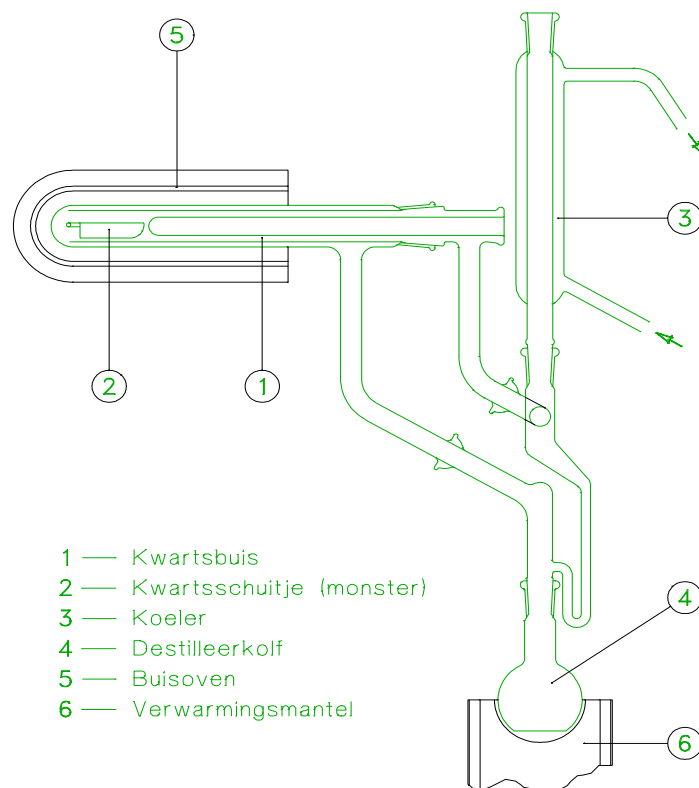 5
3
2
1
1 — Kwartsbuis
2 — Kwartsschuitje (monster)
3 — Koeler
4 — Destilleerkolf
5 — Buisoven
6 — Verwarmingsmantel
4
6